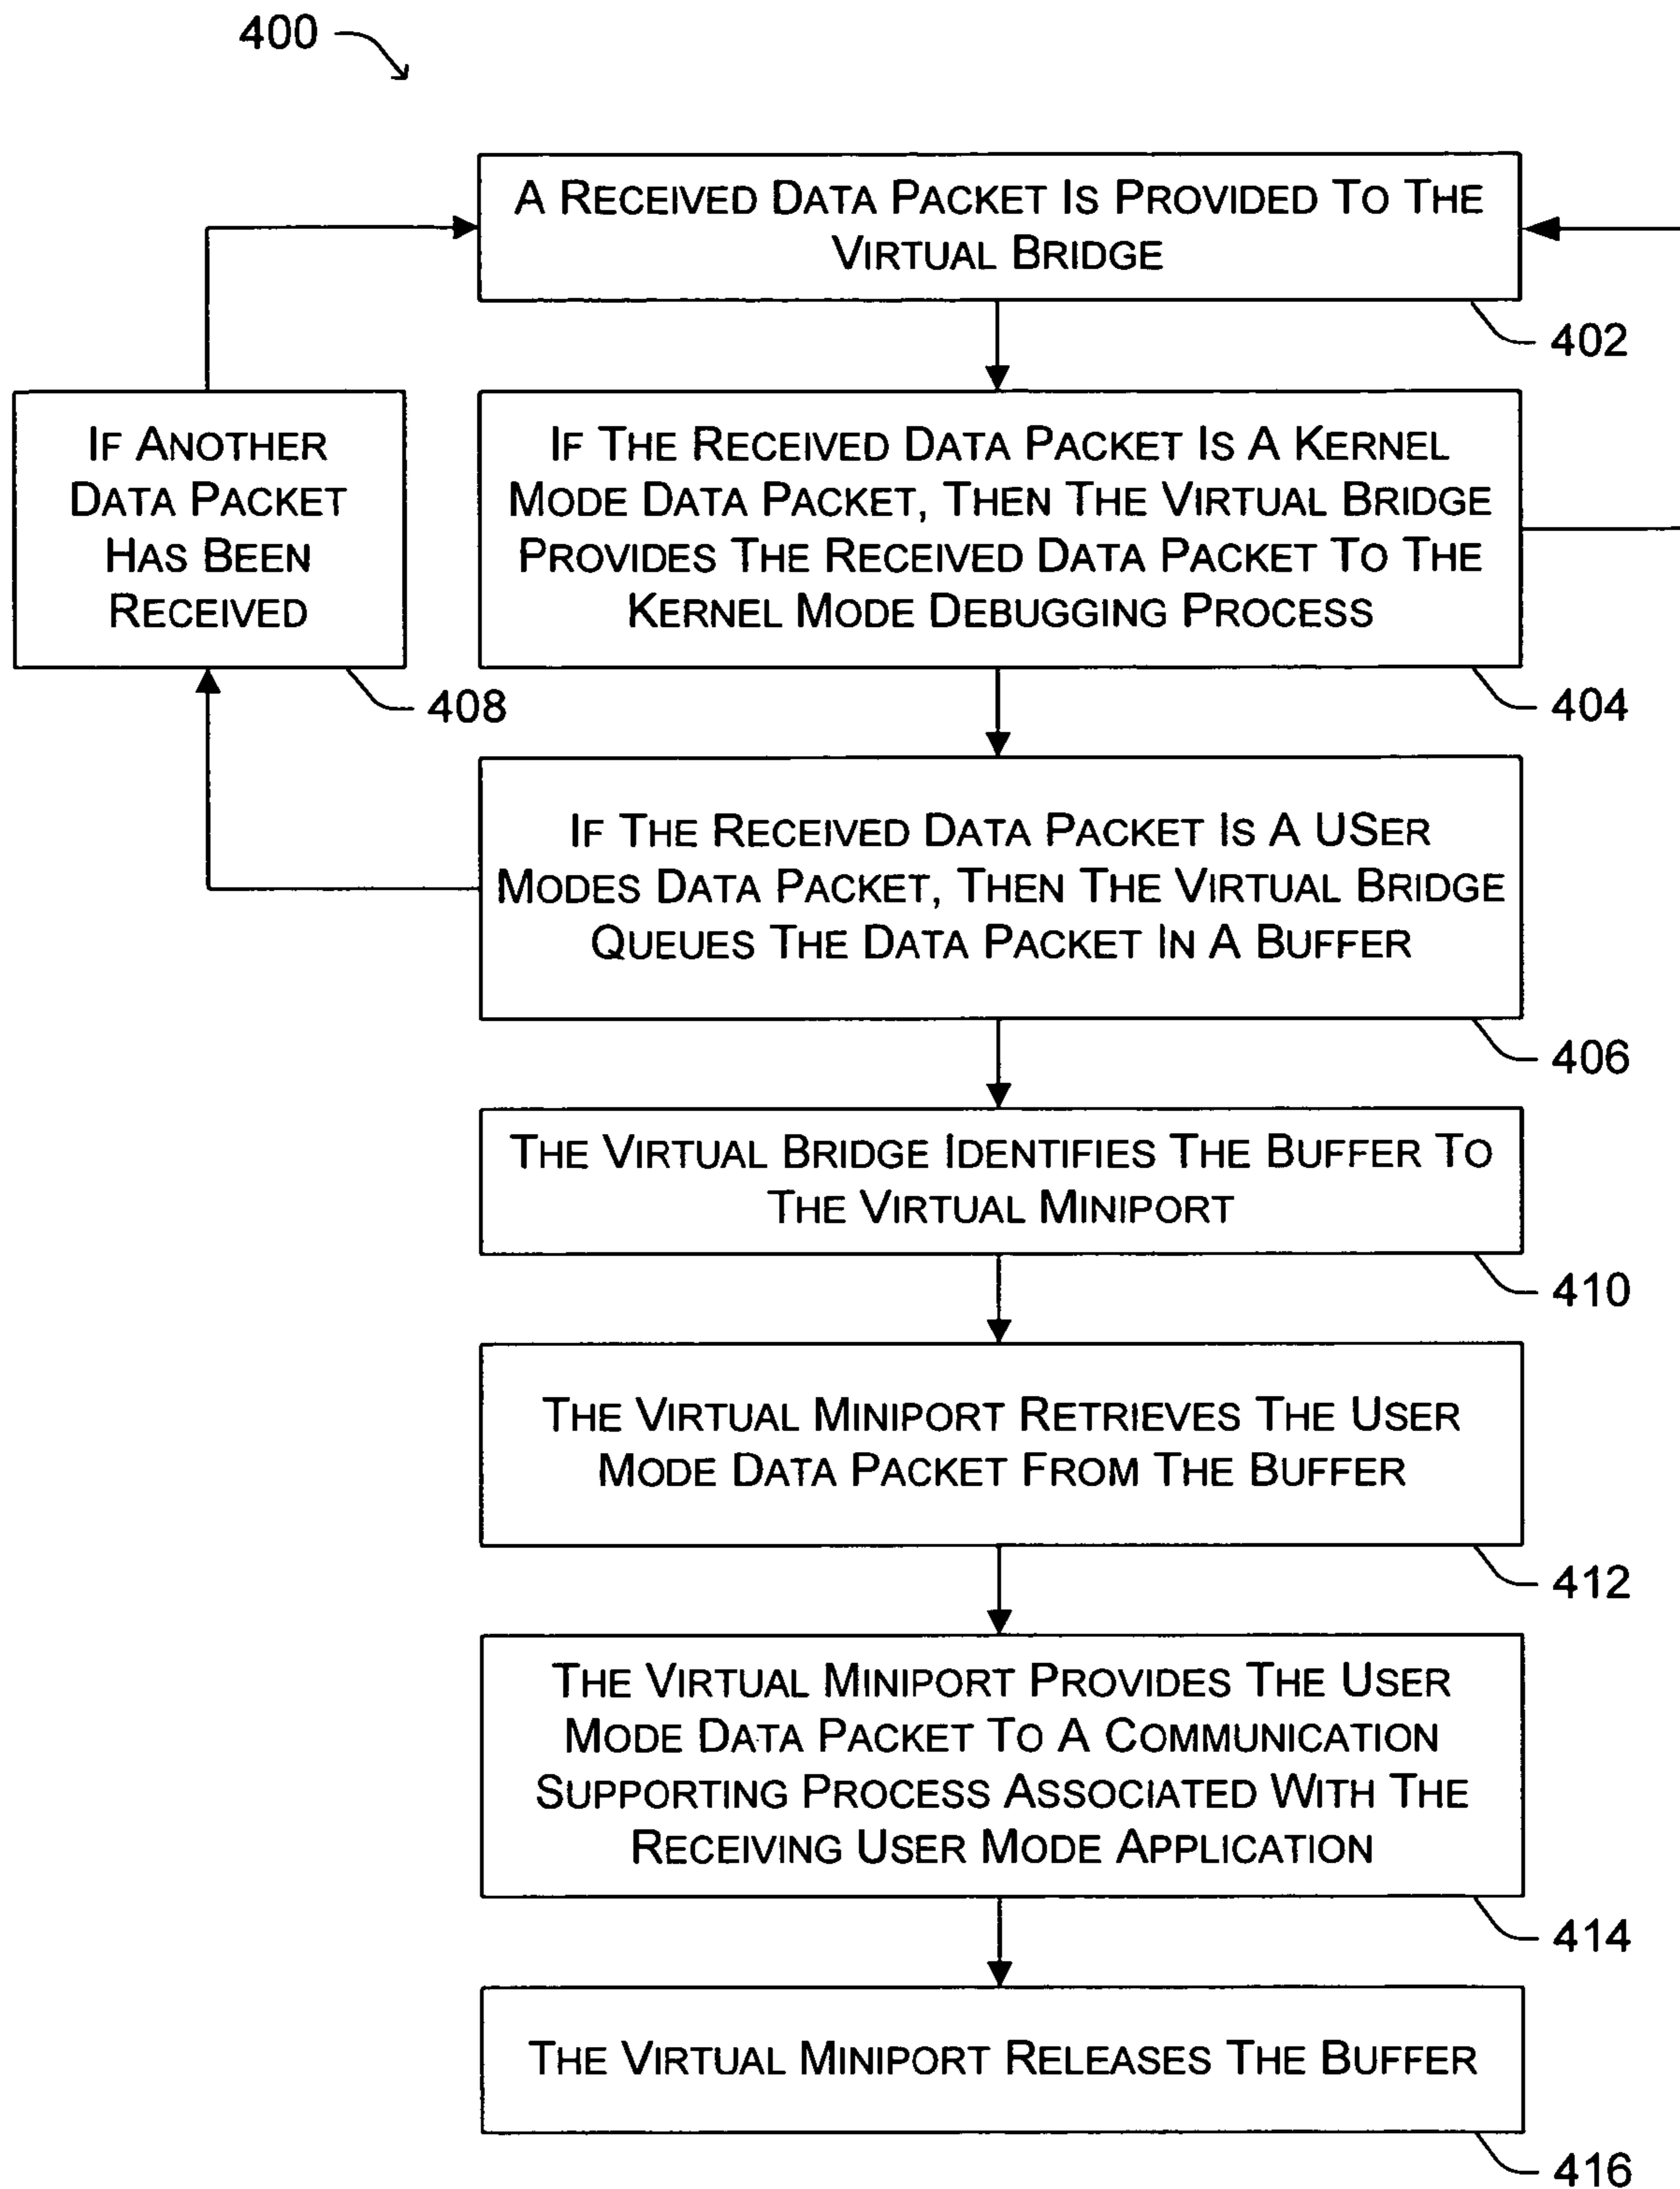 400
A RECEIVED DATA PACKET IS PROVIDED TO THE
VIRTUAL BRIDGE
402
IF THE RECEIVED DATA PACKET IS A KERNEL
MODE DATA PACKET, THEN THE VIRTUAL BRIDGE
PROVIDES THE RECEIVED DATA PACKET TO THE
KERNEL MODE DEBUGGING PROCESS
404
IF ANOTHER
DATA PACKET
HAS BEEN
RECEIVED
408
IF THE RECEIVED DATA PACKET IS A USER
MODES DATA PACKET, THEN THE VIRTUAL BRIDGE
QUEUES THE DATA PACKET IN A BUFFER
406
THE VIRTUAL BRIDGE IDENTIFIES THE BUFFER TO
THE VIRTUAL MINIPORT
410
THE VIRTUAL MINIPORT RETRIEVES THE USER
MODE DATA PACKET FROM THE BUFFER
412
THE VIRTUAL MINIPORT PROVIDES THE USER
MODE DATA PACKET TO A COMMUNICATION
SUPPORTING PROCESS ASSOCIATED WITH THE
RECEIVING USER MODE APPLICATION
414
THE VIRTUAL MINIPORT RELEASES THE BUFFER
416